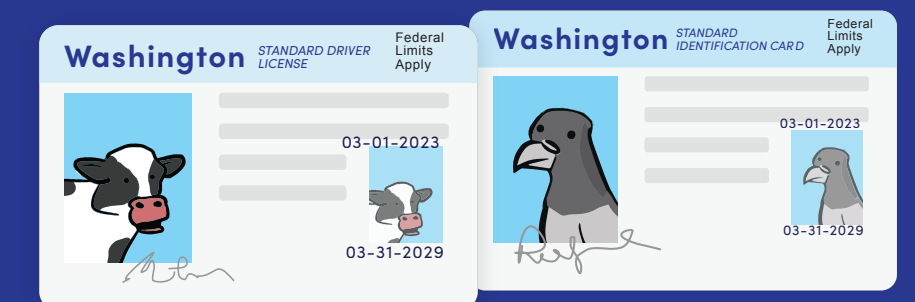 Washington
STANDARD DRIVER
LICENSE
Federal
Limits
Apply
03-01-2023
03-31-2029
Washington
STANDARD
IDENTIFICATION CARD
Federal
Limits
Apply
03-01-2023
03-31-2029